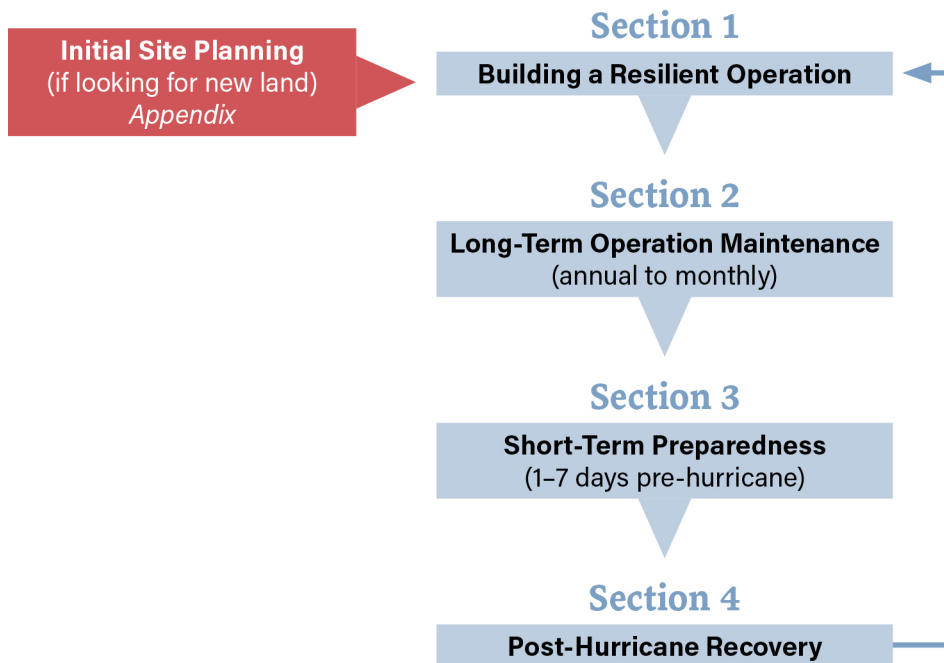 Initial Site Planning
(if looking for new land)
Appendix
Section 1
Building a Resilient Operation
Section 2
Long-Term Operation Maintenance
(annual to monthly)
Section 3
Short-Term Preparedness
(1–7 days pre-hurricane)
Section 4
Post-Hurricane Recovery